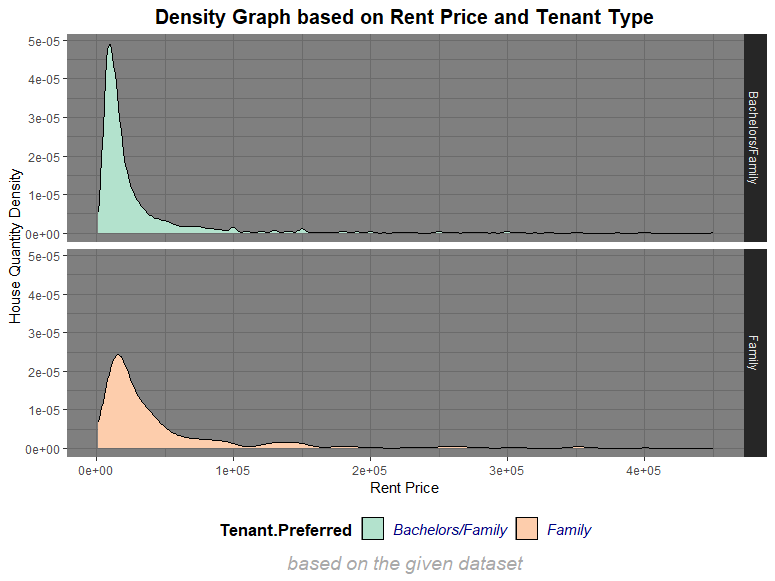 Density Graph based on Rent Price and Tenant Type
House Quantity Density
5e-05
4e-05
3e-05
2e-05
1e-05
0e+00
Bachelors/Family
5e-05
4e-05
3e-05
2e-05
1e-05
0e+00
Family
0e+00 1e+05 2e+05 3e+05 4e+05
Rent Price
Tenant.Preferred Bachelors/Family Family
based on the given dataset